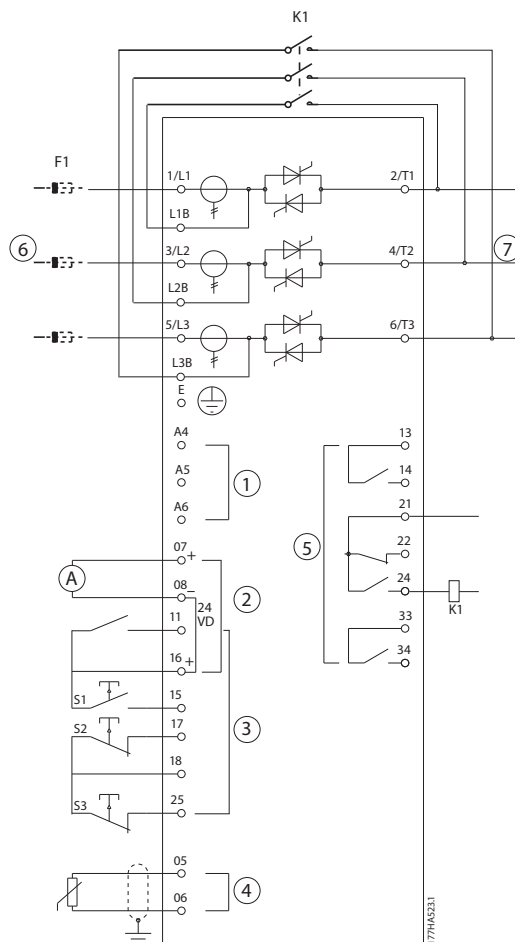 K1
F1
1/L1
2/T1
L1B
6
3/L2
4/T2
7
L2B
5/L3
6/T3
L3B
E
A4
13
A5
1
14
A6
21
5
07
+
22
A
08
–
2
24
24
VD
K1
11
33
16
+
34
S1
15
S2
17
3
18
S3
25
05
4
06
177HA523.1